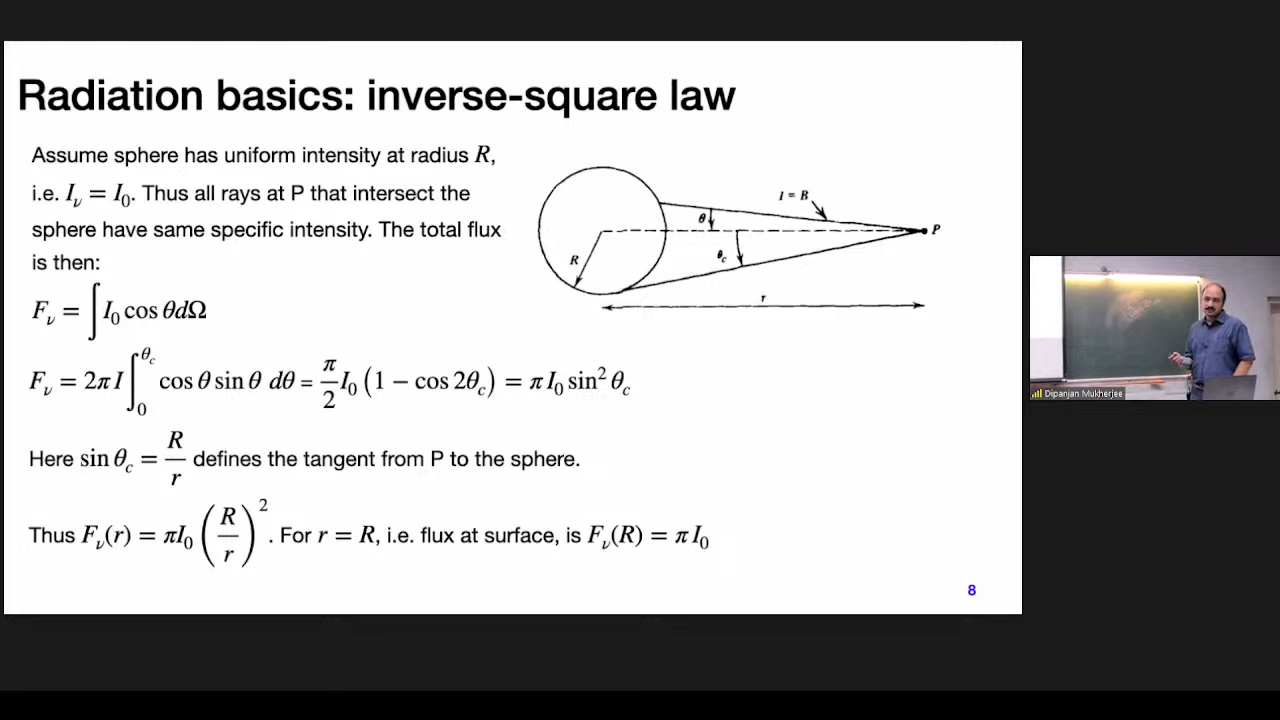 Radiation basics: inverse-square law
Assume sphere has uniform intensity at radius R,
i.e. I_ν = I_0. Thus all rays at P that intersect the
sphere have same specific intensity. The total flux
is then:
F_ν = ∫ I_0 cos θdΩ
F_ν = 2π I ∫_0^{θ_c} cos θ sin θ dθ = π/2 I_0 (1 − cos 2θ_c) = π I_0 sin² θ_c
Here sin θ_c = R/r defines the tangent from P to the sphere.
Thus F_ν(r) = πI_0 (R/r)². For r = R, i.e. flux at surface, is F_ν(R) = π I_0
I = B
θ
P
θ_c
R
r
8
Dipanjan Mukherjee